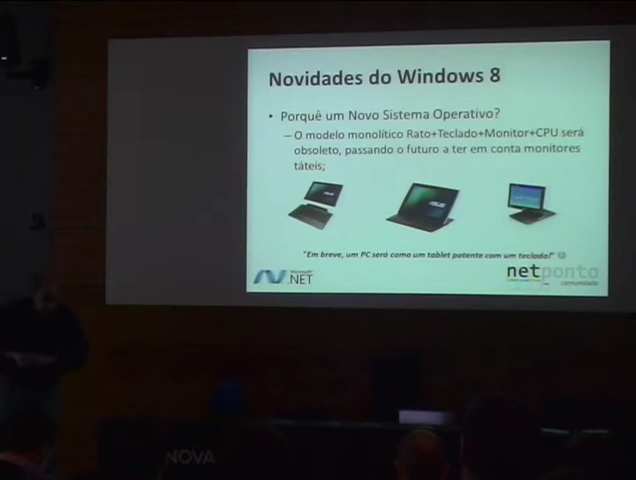 Novidades do Windows 8
• Porquê um Novo Sistema Operativo?
– O modelo monolítico Rato+Teclado+Monitor+CPU será
obsoleto, passando o futuro a ter em conta monitores
táteis;
"Em breve, um PC será como um tablet potente com um teclado!" ☺
Microsoft
.NET
netponto
comunidade
NOVA